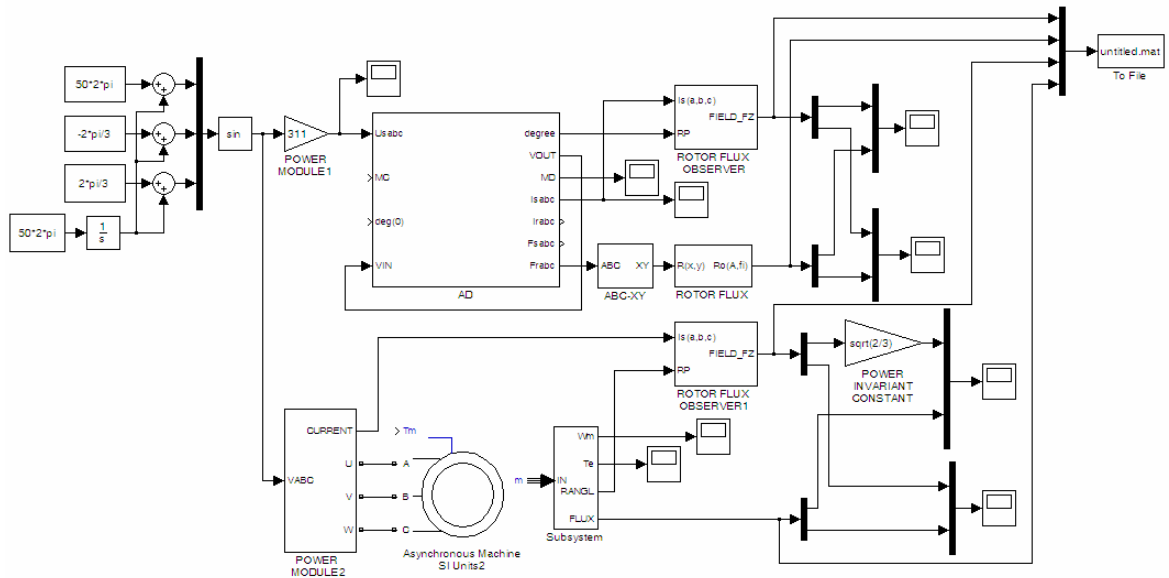 50*2*pi
-2*pi/3
2*pi/3
50*2*pi
1
s
sin
311
POWER
MODULE1
Usabc
MC
deg(0)
VIN
degree
VOUT
MD
Isabc
Irabc
Fsabc
Frabc
AD
Is(a,b,c)
FIELD_FZ
RP
ROTOR FLUX
OBSERVER
ABC
XY
ABC-XY
R(x,y)
Ro(A,fi)
ROTOR FLUX
untitled.mat
To File
Is(a,b,c)
FIELD_FZ
RP
ROTOR FLUX
OBSERVER1
sqrt(2/3)
POWER
INVARIANT
CONSTANT
CURRENT
VABC
U
V
W
POWER
MODULE2
Tm
A
B
C
m
Asynchronous Machine
SI Units2
IN
Wm
Te
RANGL
FLUX
Subsystem